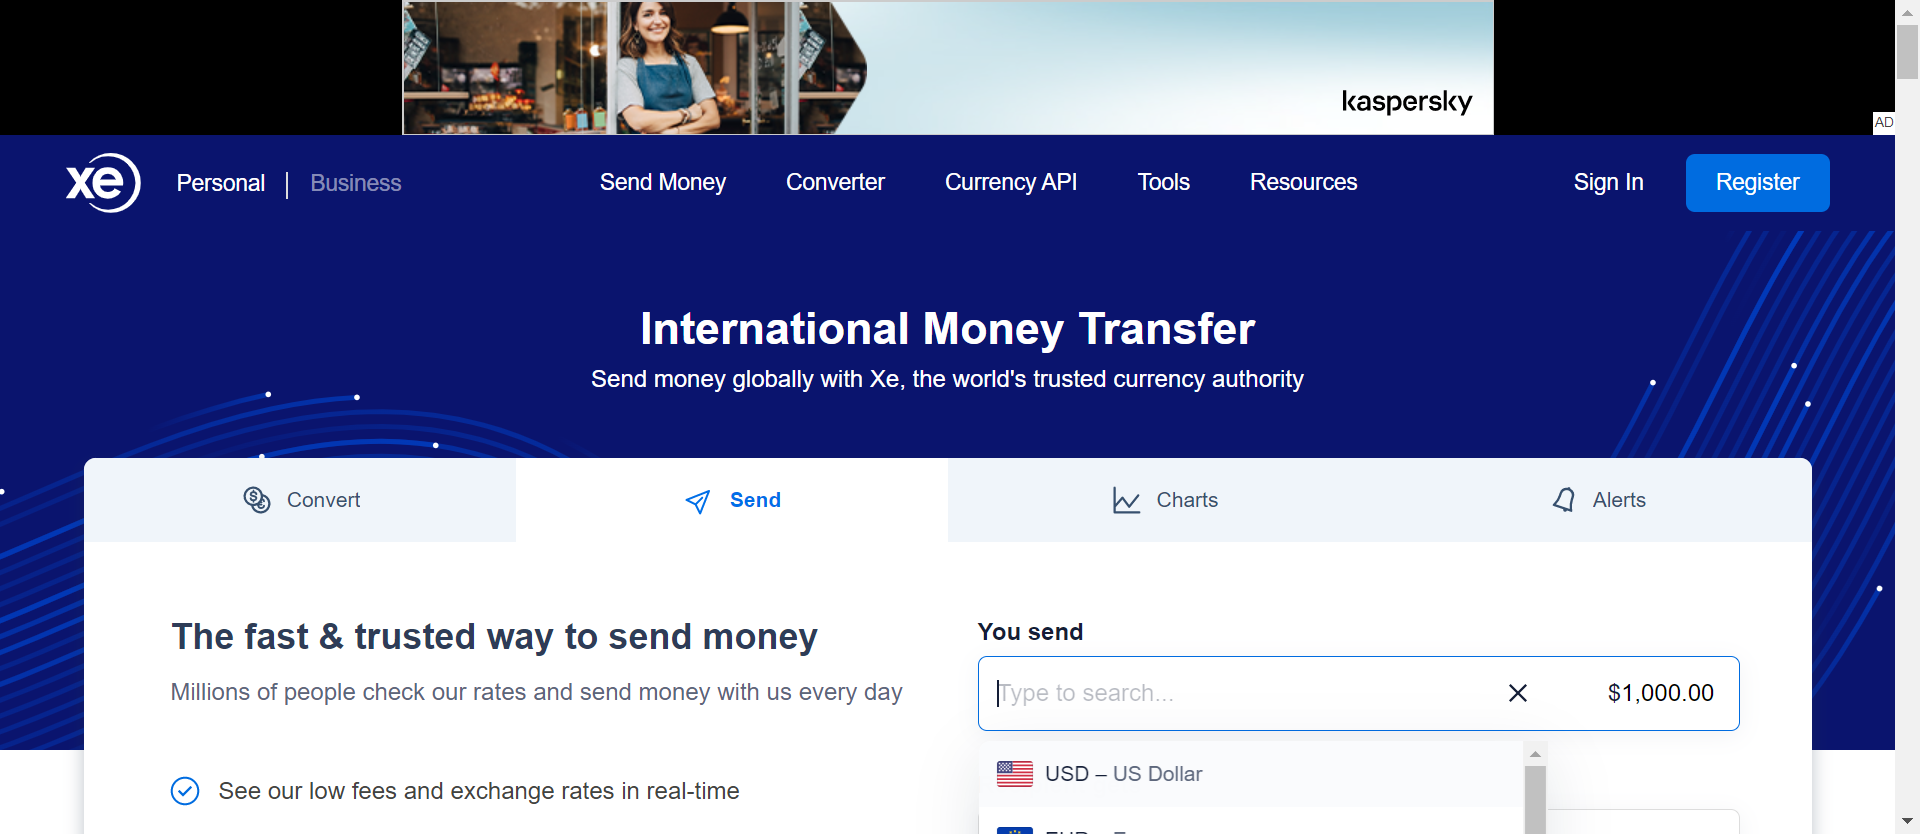 kaspersky
AD
xe Personal | Business Send Money Converter Currency API Tools Resources Sign In Register
International Money Transfer
Send money globally with Xe, the world's trusted currency authority
Convert Send Charts Alerts
The fast & trusted way to send money
Millions of people check our rates and send money with us every day
See our low fees and exchange rates in real-time
You send
Type to search... $1,000.00
USD – US Dollar